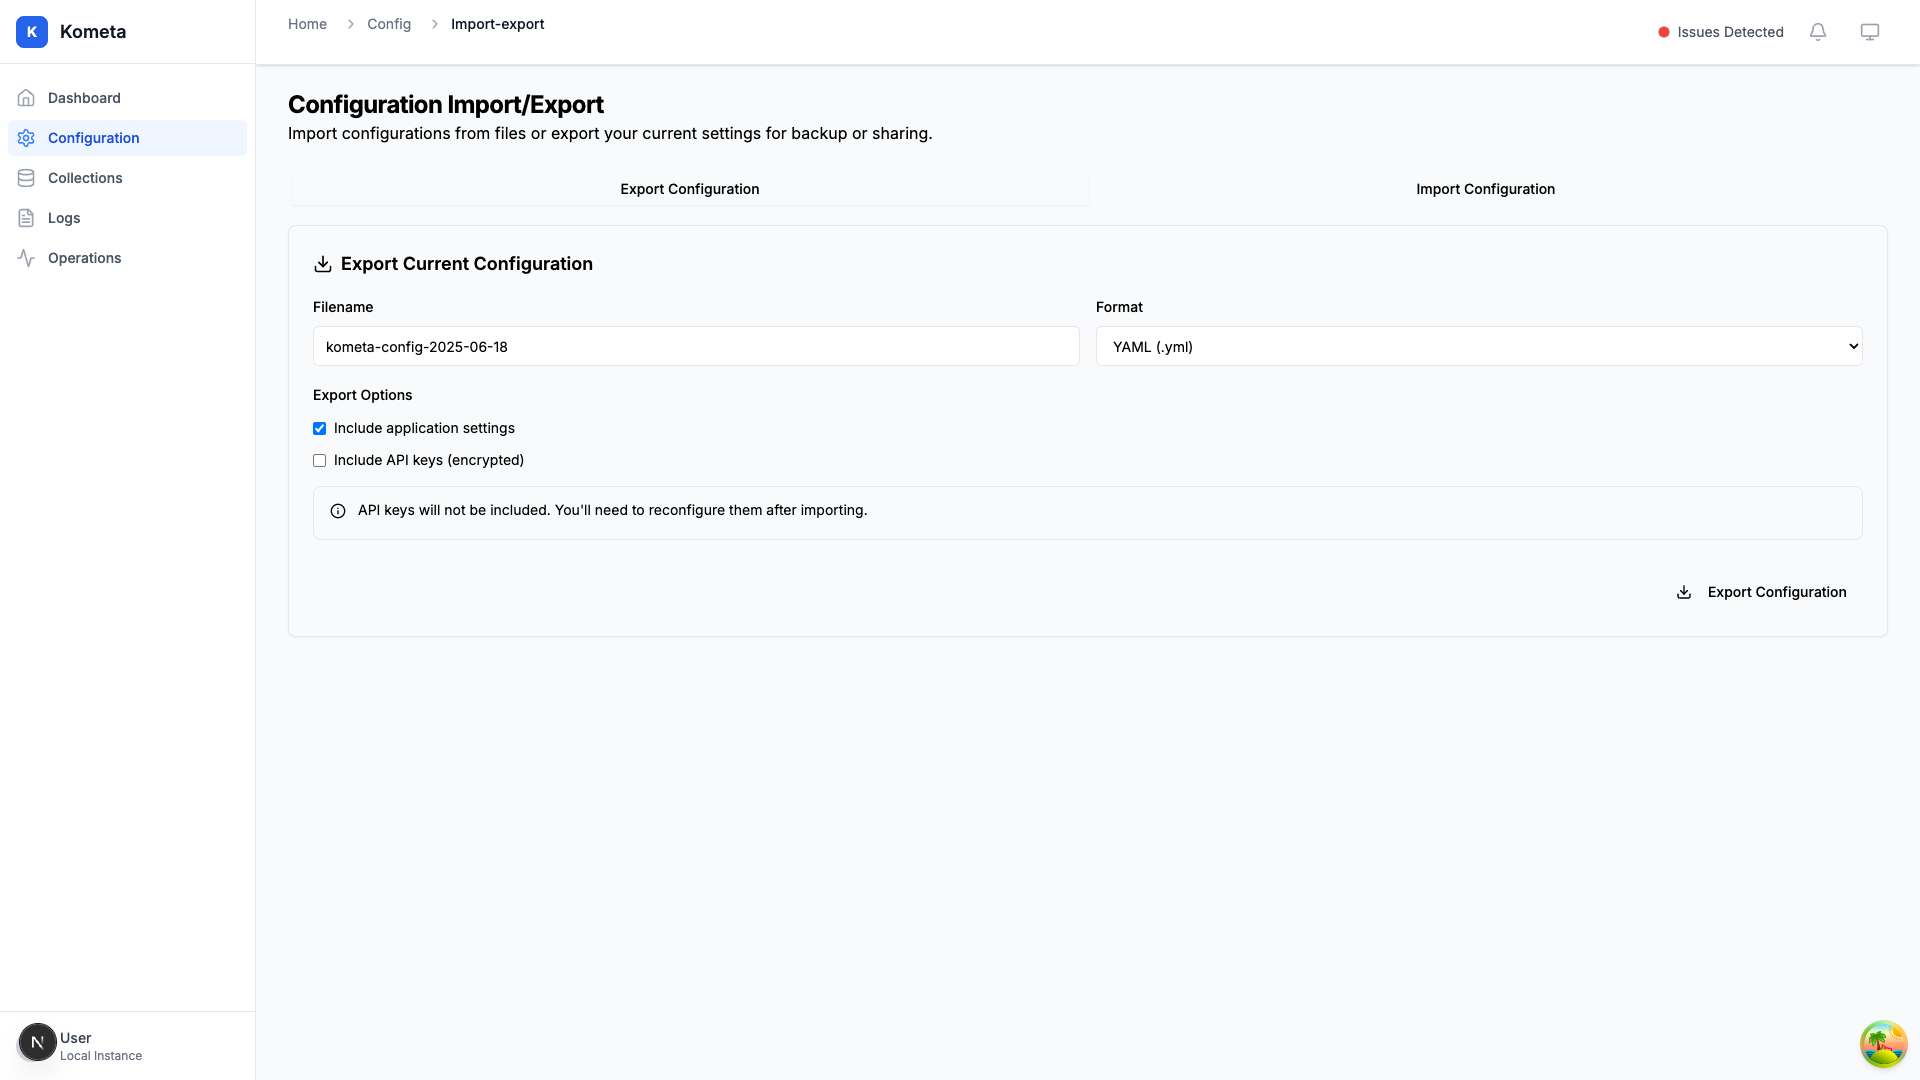 K
Kometa
Home
Config
Import-export
Issues Detected
Dashboard
Configuration
Collections
Logs
Operations
Configuration Import/Export
Import configurations from files or export your current settings for backup or sharing.
Export Configuration
Import Configuration
Export Current Configuration
Filename
Format
kometa-config-2025-06-18
YAML (.yml)
Export Options
Include application settings
Include API keys (encrypted)
API keys will not be included. You'll need to reconfigure them after importing.
Export Configuration
N
User
Local Instance